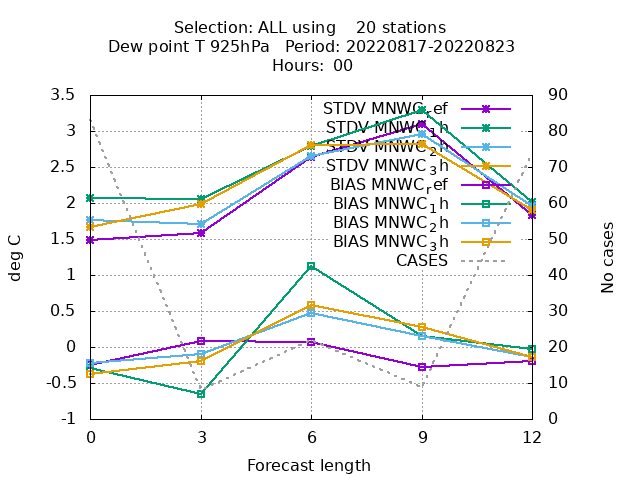 Selection: ALL using    20 stations
Dew point T 925hPa   Period: 20220817-20220823
Hours:  00
3.5
3
2.5
2
1.5
1
0.5
0
-0.5
-1
deg C
STDV MNWC_ref
STDV MNWC_1h
STDV MNWC_2h
STDV MNWC_3h
BIAS MNWC_ref
BIAS MNWC_1h
BIAS MNWC_2h
BIAS MNWC_3h
CASES
90
80
70
60
50
40
30
20
10
0
No cases
0 3 6 9 12
Forecast length